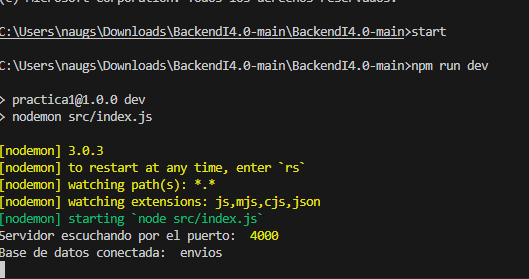 (c) Microsoft Corporation. Todos los derechos reservados.
C:\Users\naugs\Downloads\BackendI4.0-main\BackendI4.0-main>start
C:\Users\naugs\Downloads\BackendI4.0-main\BackendI4.0-main>npm run dev
> practica1@1.0.0 dev
> nodemon src/index.js
[nodemon] 3.0.3
[nodemon] to restart at any time, enter `rs`
[nodemon] watching path(s): *.*
[nodemon] watching extensions: js,mjs,cjs,json
[nodemon] starting `node src/index.js`
Servidor escuchando por el puerto:  4000
Base de datos conectada:  envios